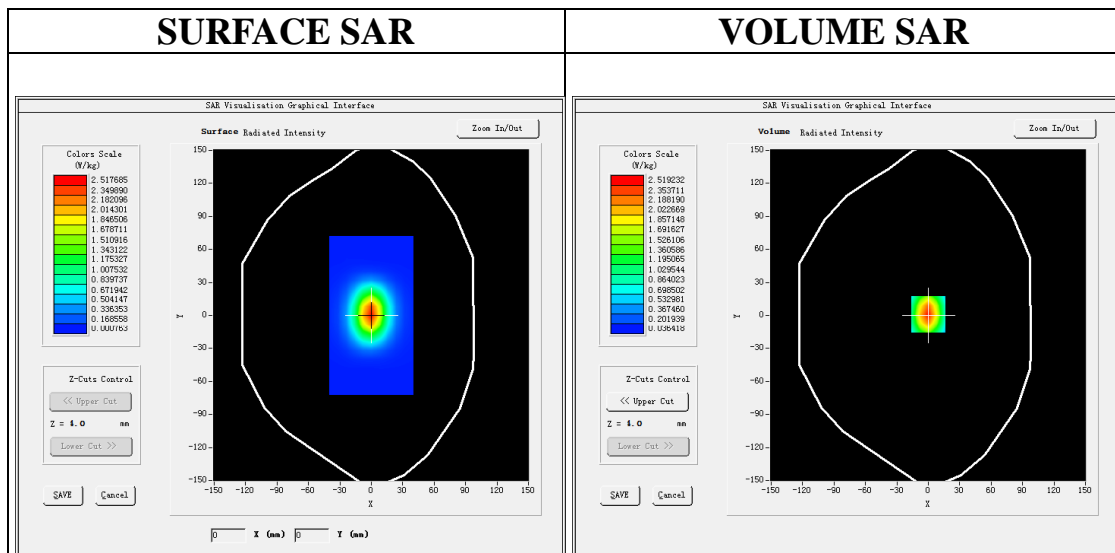 SURFACE SAR
VOLUME SAR
SAR Visualisation Graphical Interface
Surface Radiated Intensity
Zoom In/Out
Colors Scale
(W/kg)
2.517685
2.349890
2.182096
2.014301
1.846506
1.678711
1.510916
1.343122
1.175327
1.007532
0.839737
0.671942
0.504147
0.336353
0.168558
0.000763
Z-Cuts Control
<< Upper Cut
Z = 4.0 mm
Lower Cut >>
SAVE Cancel
150
120
90
60
30
0
-30
-60
-90
-120
-150
Y
-150 -120 -90 -60 -30 0 30 60 90 120 150
X
0 X (mm) 0 Y (mm)
SAR Visualisation Graphical Interface
Volume Radiated Intensity
Zoom In/Out
Colors Scale
(W/kg)
2.519232
2.353711
2.188190
2.022669
1.857148
1.691627
1.526106
1.360586
1.195065
1.029544
0.864023
0.698502
0.532981
0.367460
0.201939
0.036418
Z-Cuts Control
<< Upper Cut
Z = 4.0 mm
Lower Cut >>
SAVE Cancel
150
120
90
60
30
0
-30
-60
-90
-120
-150
Y
-150 -120 -90 -60 -30 0 30 60 90 120 150
X